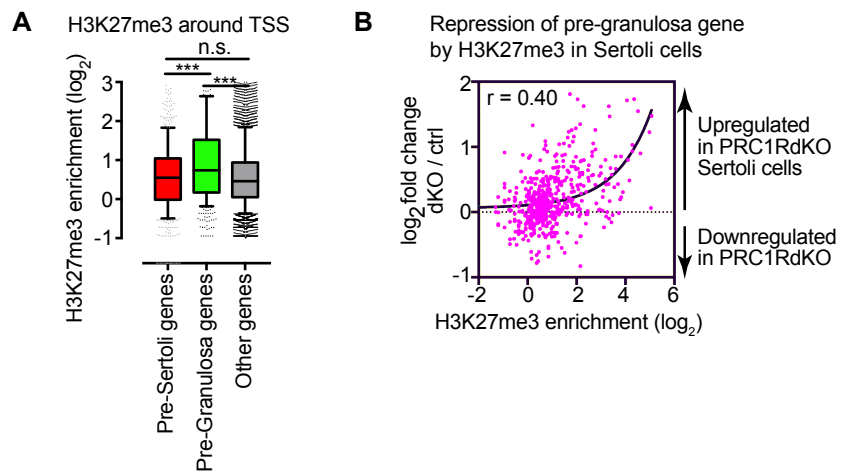 A
H3K27me3 around TSS
n.s.
***
***
H3K27me3 enrichment (log2)
3
2
1
0
-1
Pre-Sertoli genes
Pre-Granulosa genes
Other genes
B
Repression of pre-granulosa gene
by H3K27me3 in Sertoli cells
r = 0.40
log2 fold change
dKO / ctrl
2
1
0
-1
-2
0
2
4
6
H3K27me3 enrichment (log2)
Upregulated
in PRC1RdKO
Sertoli cells
Downregulated
in PRC1RdKO